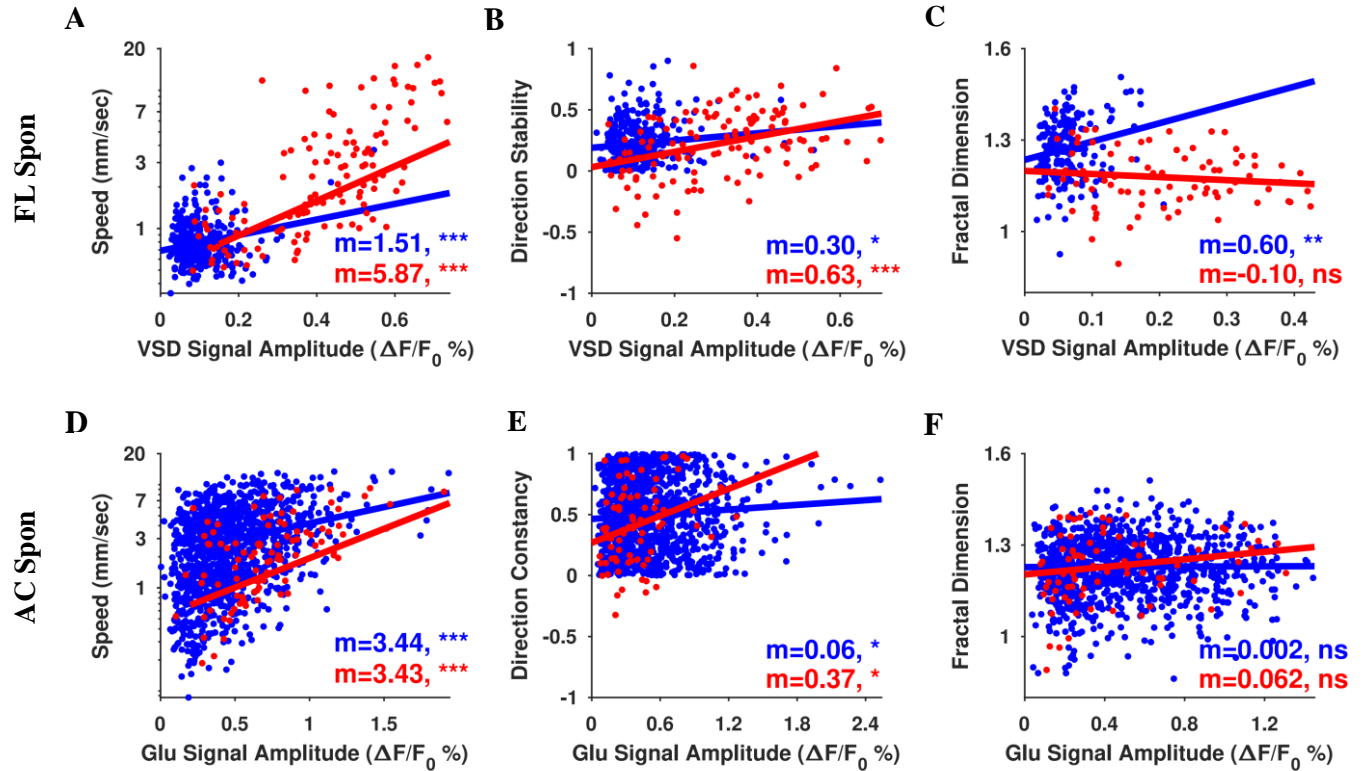 FL Spon
A
Speed (mm/sec)
20
7
3
1
0
0.2
0.4
0.6
VSD Signal Amplitude (ΔF/F0 %)
m=1.51, ***
m=5.87, ***
B
Direction Stability
1
0.5
0
-0.5
-1
0
0.2
0.4
0.6
VSD Signal Amplitude (ΔF/F0 %)
m=0.30, *
m=0.63, ***
C
Fractal Dimension
1.6
1.3
1
0
0.1
0.2
0.3
0.4
VSD Signal Amplitude (ΔF/F0 %)
m=0.60, **
m=-0.10, ns
AC Spon
D
Speed (mm/sec)
20
7
3
1
0
0.5
1
1.5
Glu Signal Amplitude (ΔF/F0 %)
m=3.44, ***
m=3.43, ***
E
Direction Constancy
1
0.5
0
-0.5
-1
0
0.6
1.2
1.8
2.4
Glu Signal Amplitude (ΔF/F0 %)
m=0.06, *
m=0.37, *
F
Fractal Dimension
1.6
1.3
1
0
0.4
0.8
1.2
Glu Signal Amplitude (ΔF/F0 %)
m=0.002, ns
m=0.062, ns